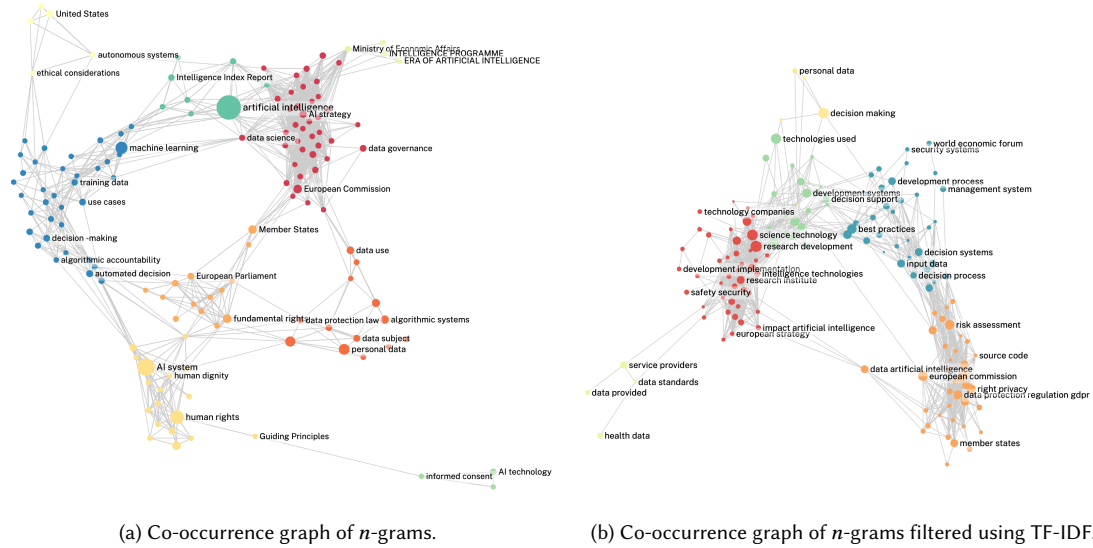 United States
autonomous systems
ethical considerations
Ministry of Economic Affairs
INTELLIGENCE PROGRAMME
ERA OF ARTIFICIAL INTELLIGENCE
Intelligence Index Report
artificial intelligence
AI strategy
data science
data governance
machine learning
training data
European Commission
use cases
Member States
decision -making
data use
algorithmic accountability
automated decision
European Parliament
fundamental rights
data protection law
algorithmic systems
data subject
personal data
AI system
human dignity
human rights
Guiding Principles
informed consent
AI technology
(a) Co-occurrence graph of n-grams.
personal data
decision making
technologies used
world economic forum
security systems
development process
management system
development systems
decision support
technology companies
best practices
science technology
research development
decision systems
input data
development implementation
intelligence technologies
decision process
research institute
safety security
impact artificial intelligence
european strategy
risk assessment
source code
service providers
data artificial intelligence
european commission
data standards
right privacy
data provided
data protection regulation gdpr
health data
member states
(b) Co-occurrence graph of n-grams filtered using TF-IDF.